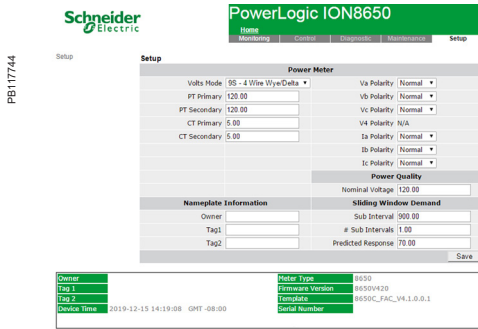 Schneider
Electric
PowerLogic ION8650
Home
Monitoring Control Diagnostic Maintenance Setup
PB117744
Setup
Setup
Power Meter
Volts Mode 9S - 4 Wire Wye/Delta Va Polarity Normal
PT Primary 120.00 Vb Polarity Normal
PT Secondary 120.00 Vc Polarity Normal
CT Primary 5.00 V4 Polarity N/A
CT Secondary 5.00 Ia Polarity Normal
Ib Polarity Normal
Ic Polarity Normal
Power Quality
Nominal Voltage 120.00
Nameplate Information Sliding Window Demand
Owner Sub Interval 900.00
Tag1 # Sub Intervals 1.00
Tag2 Predicted Response 70.00
Save
Owner Meter Type 8650
Tag 1 Firmware Version 8650V420
Tag 2 Template 8650C_FAC_V4.1.0.0.1
Device Time 2019-12-15 14:19:08 GMT -08:00 Serial Number